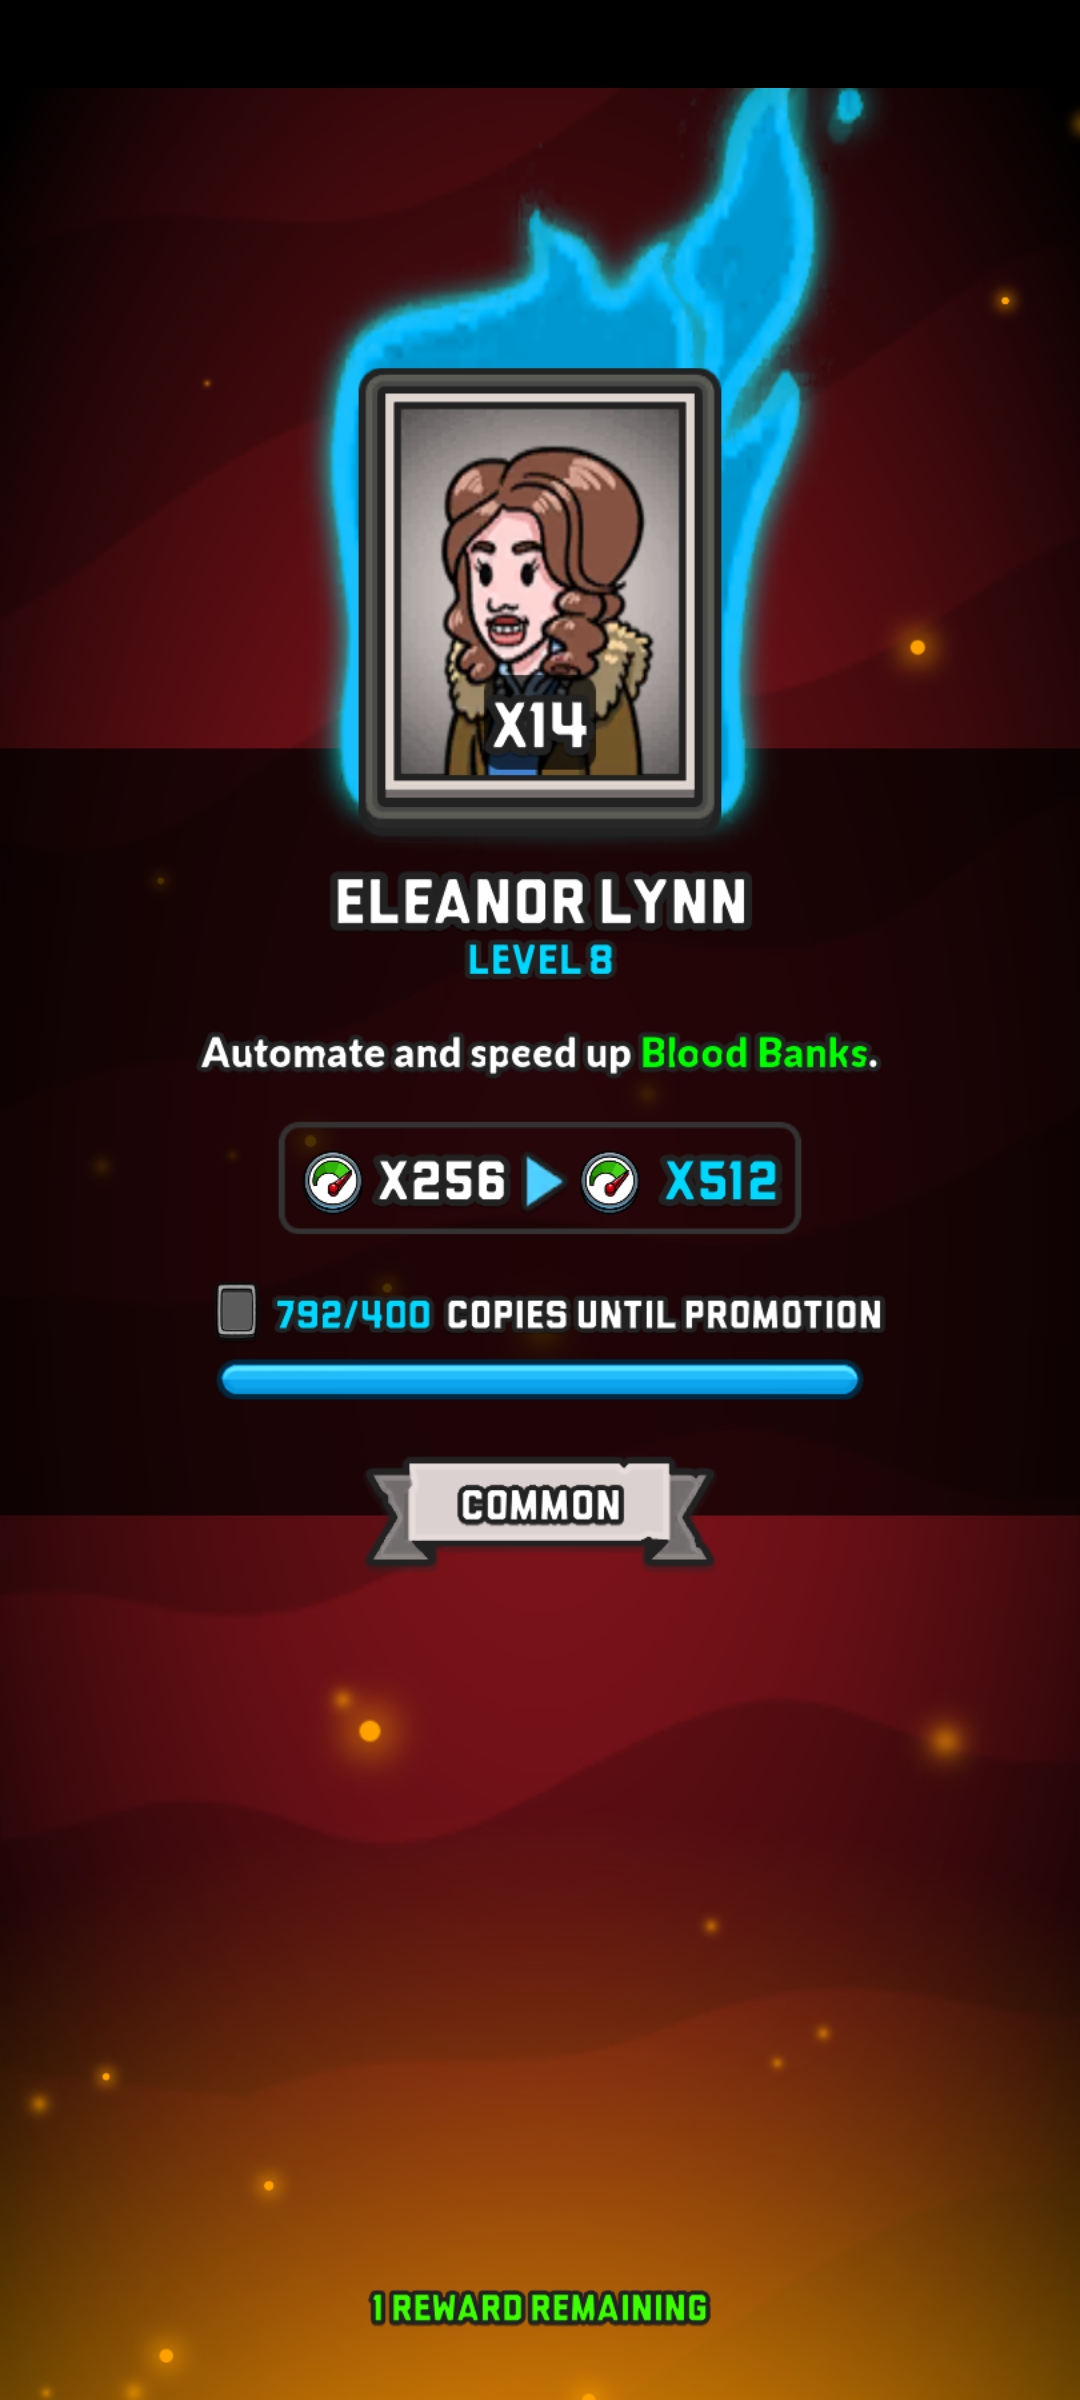 X14
ELEANOR LYNN
LEVEL 8
Automate and speed up Blood Banks.
X256 X512
792/400 COPIES UNTIL PROMOTION
COMMON
1 REWARD REMAINING